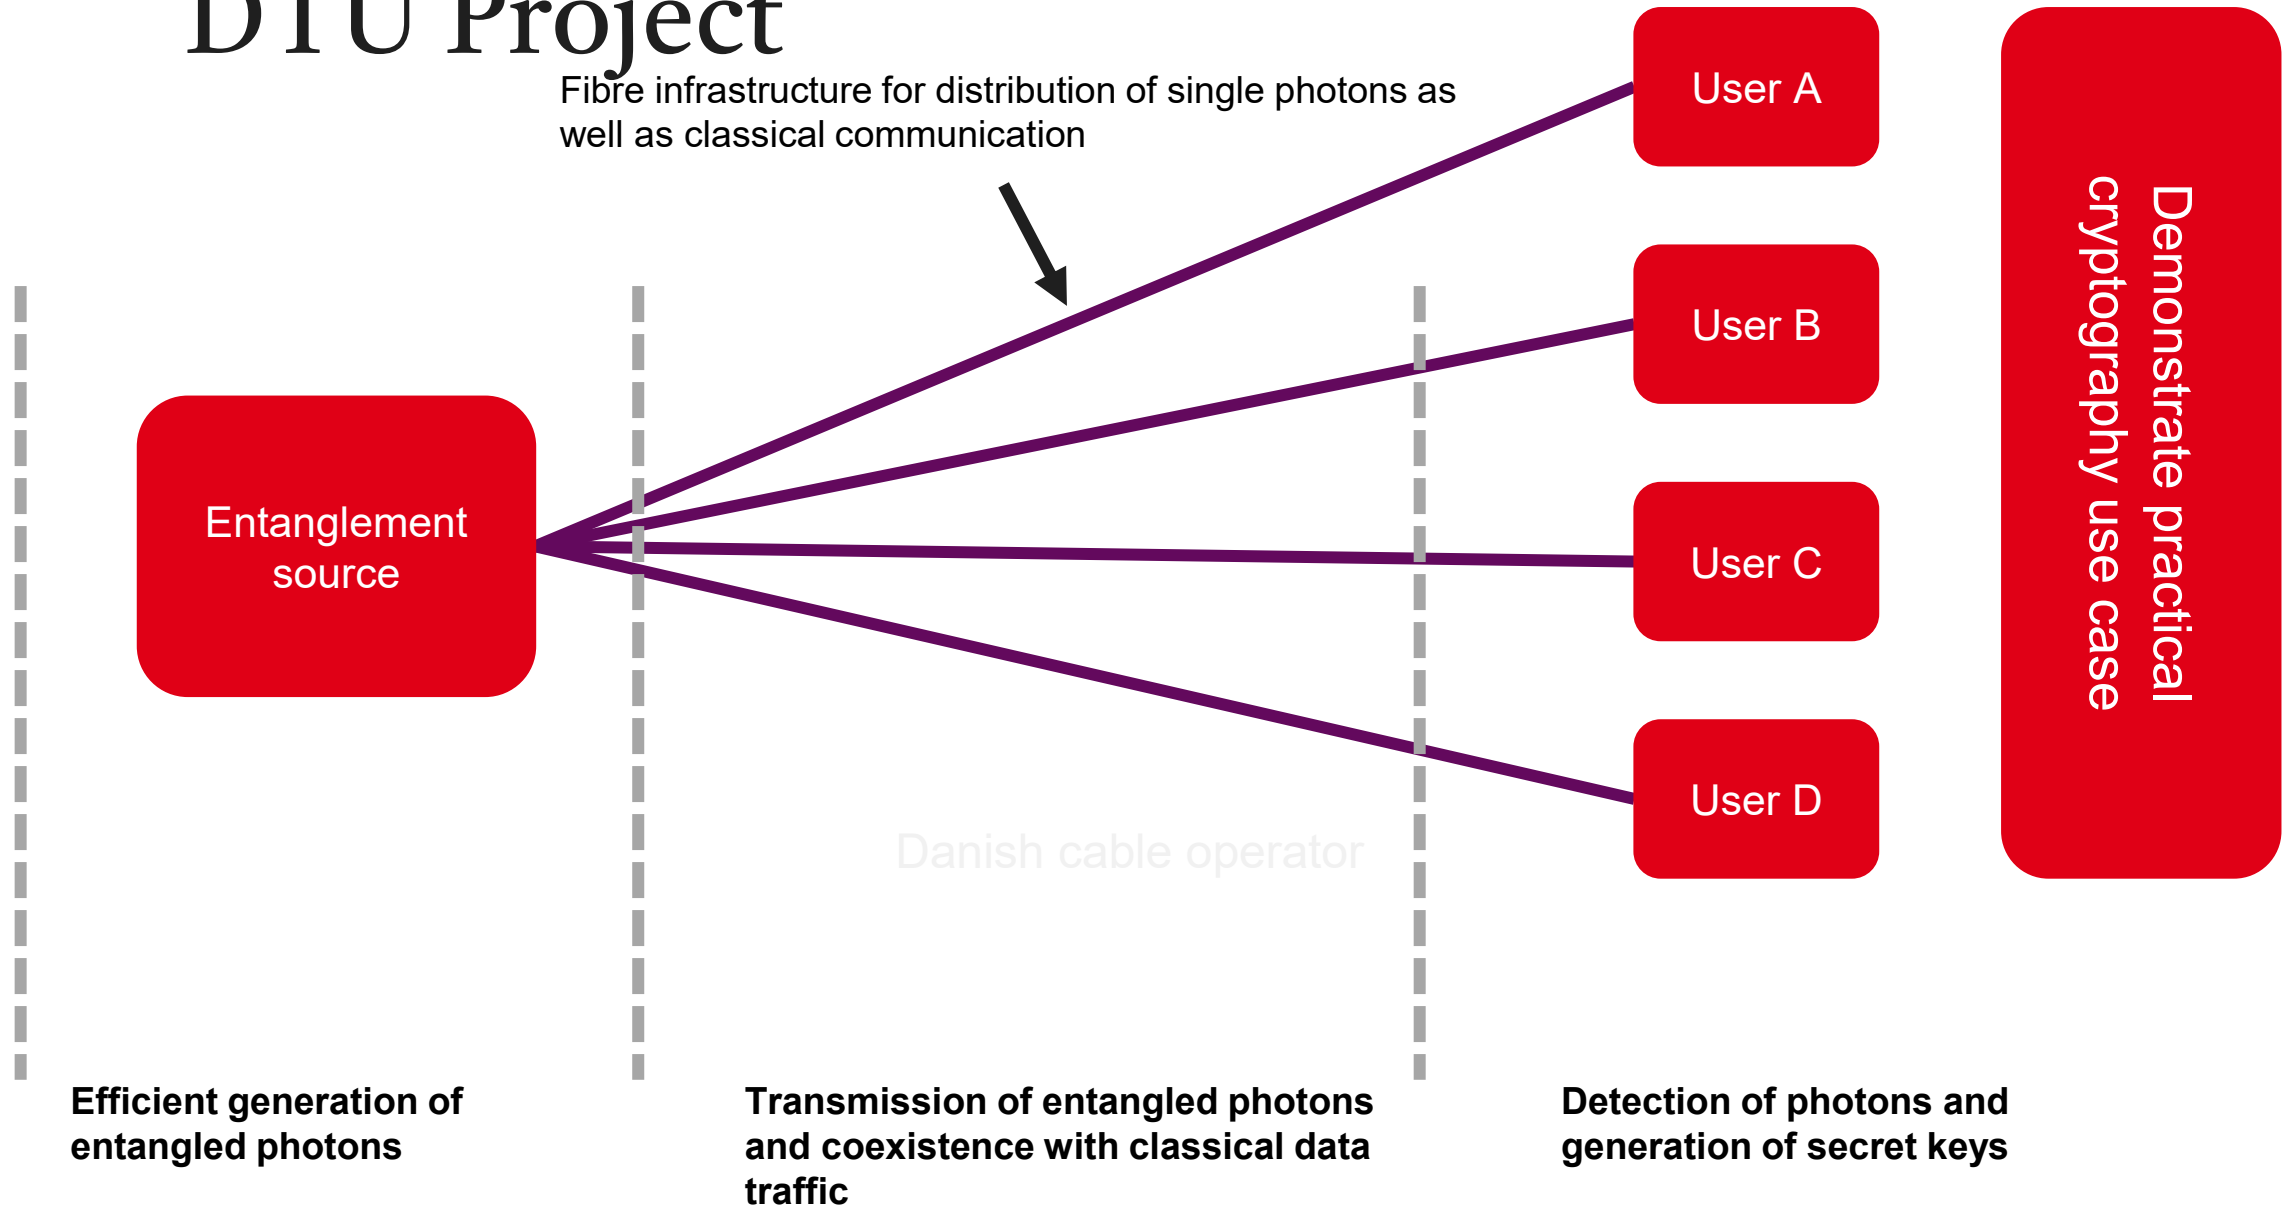 DTU Project
Fibre infrastructure for distribution of single photons as
well as classical communication
User A
User B
Entanglement
source
User C
User D
Demonstrate practical
cryptography use case
Danish cable operator
Efficient generation of
entangled photons
Transmission of entangled photons
and coexistence with classical data
traffic
Detection of photons and
generation of secret keys